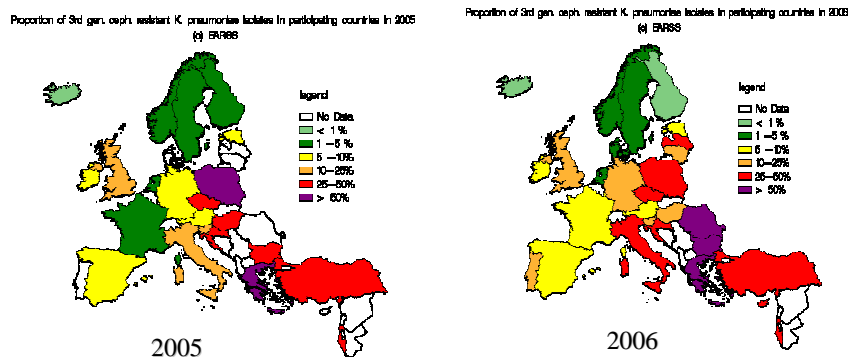 Proportion of 3rd gen. ceph. resistant K. pneumoniae isolates in participating countries in 2005
(c) EARSS
legend
No Data
< 1 %
1 – 5 %
5 – 10%
10 – 25%
25 – 50%
> 50%
2005
Proportion of 3rd gen. ceph. resistant K. pneumoniae isolates in participating countries in 2006
(c) EARSS
legend
No Data
< 1 %
1 – 5 %
5 – 10%
10 – 25%
25 – 50%
> 50%
2006